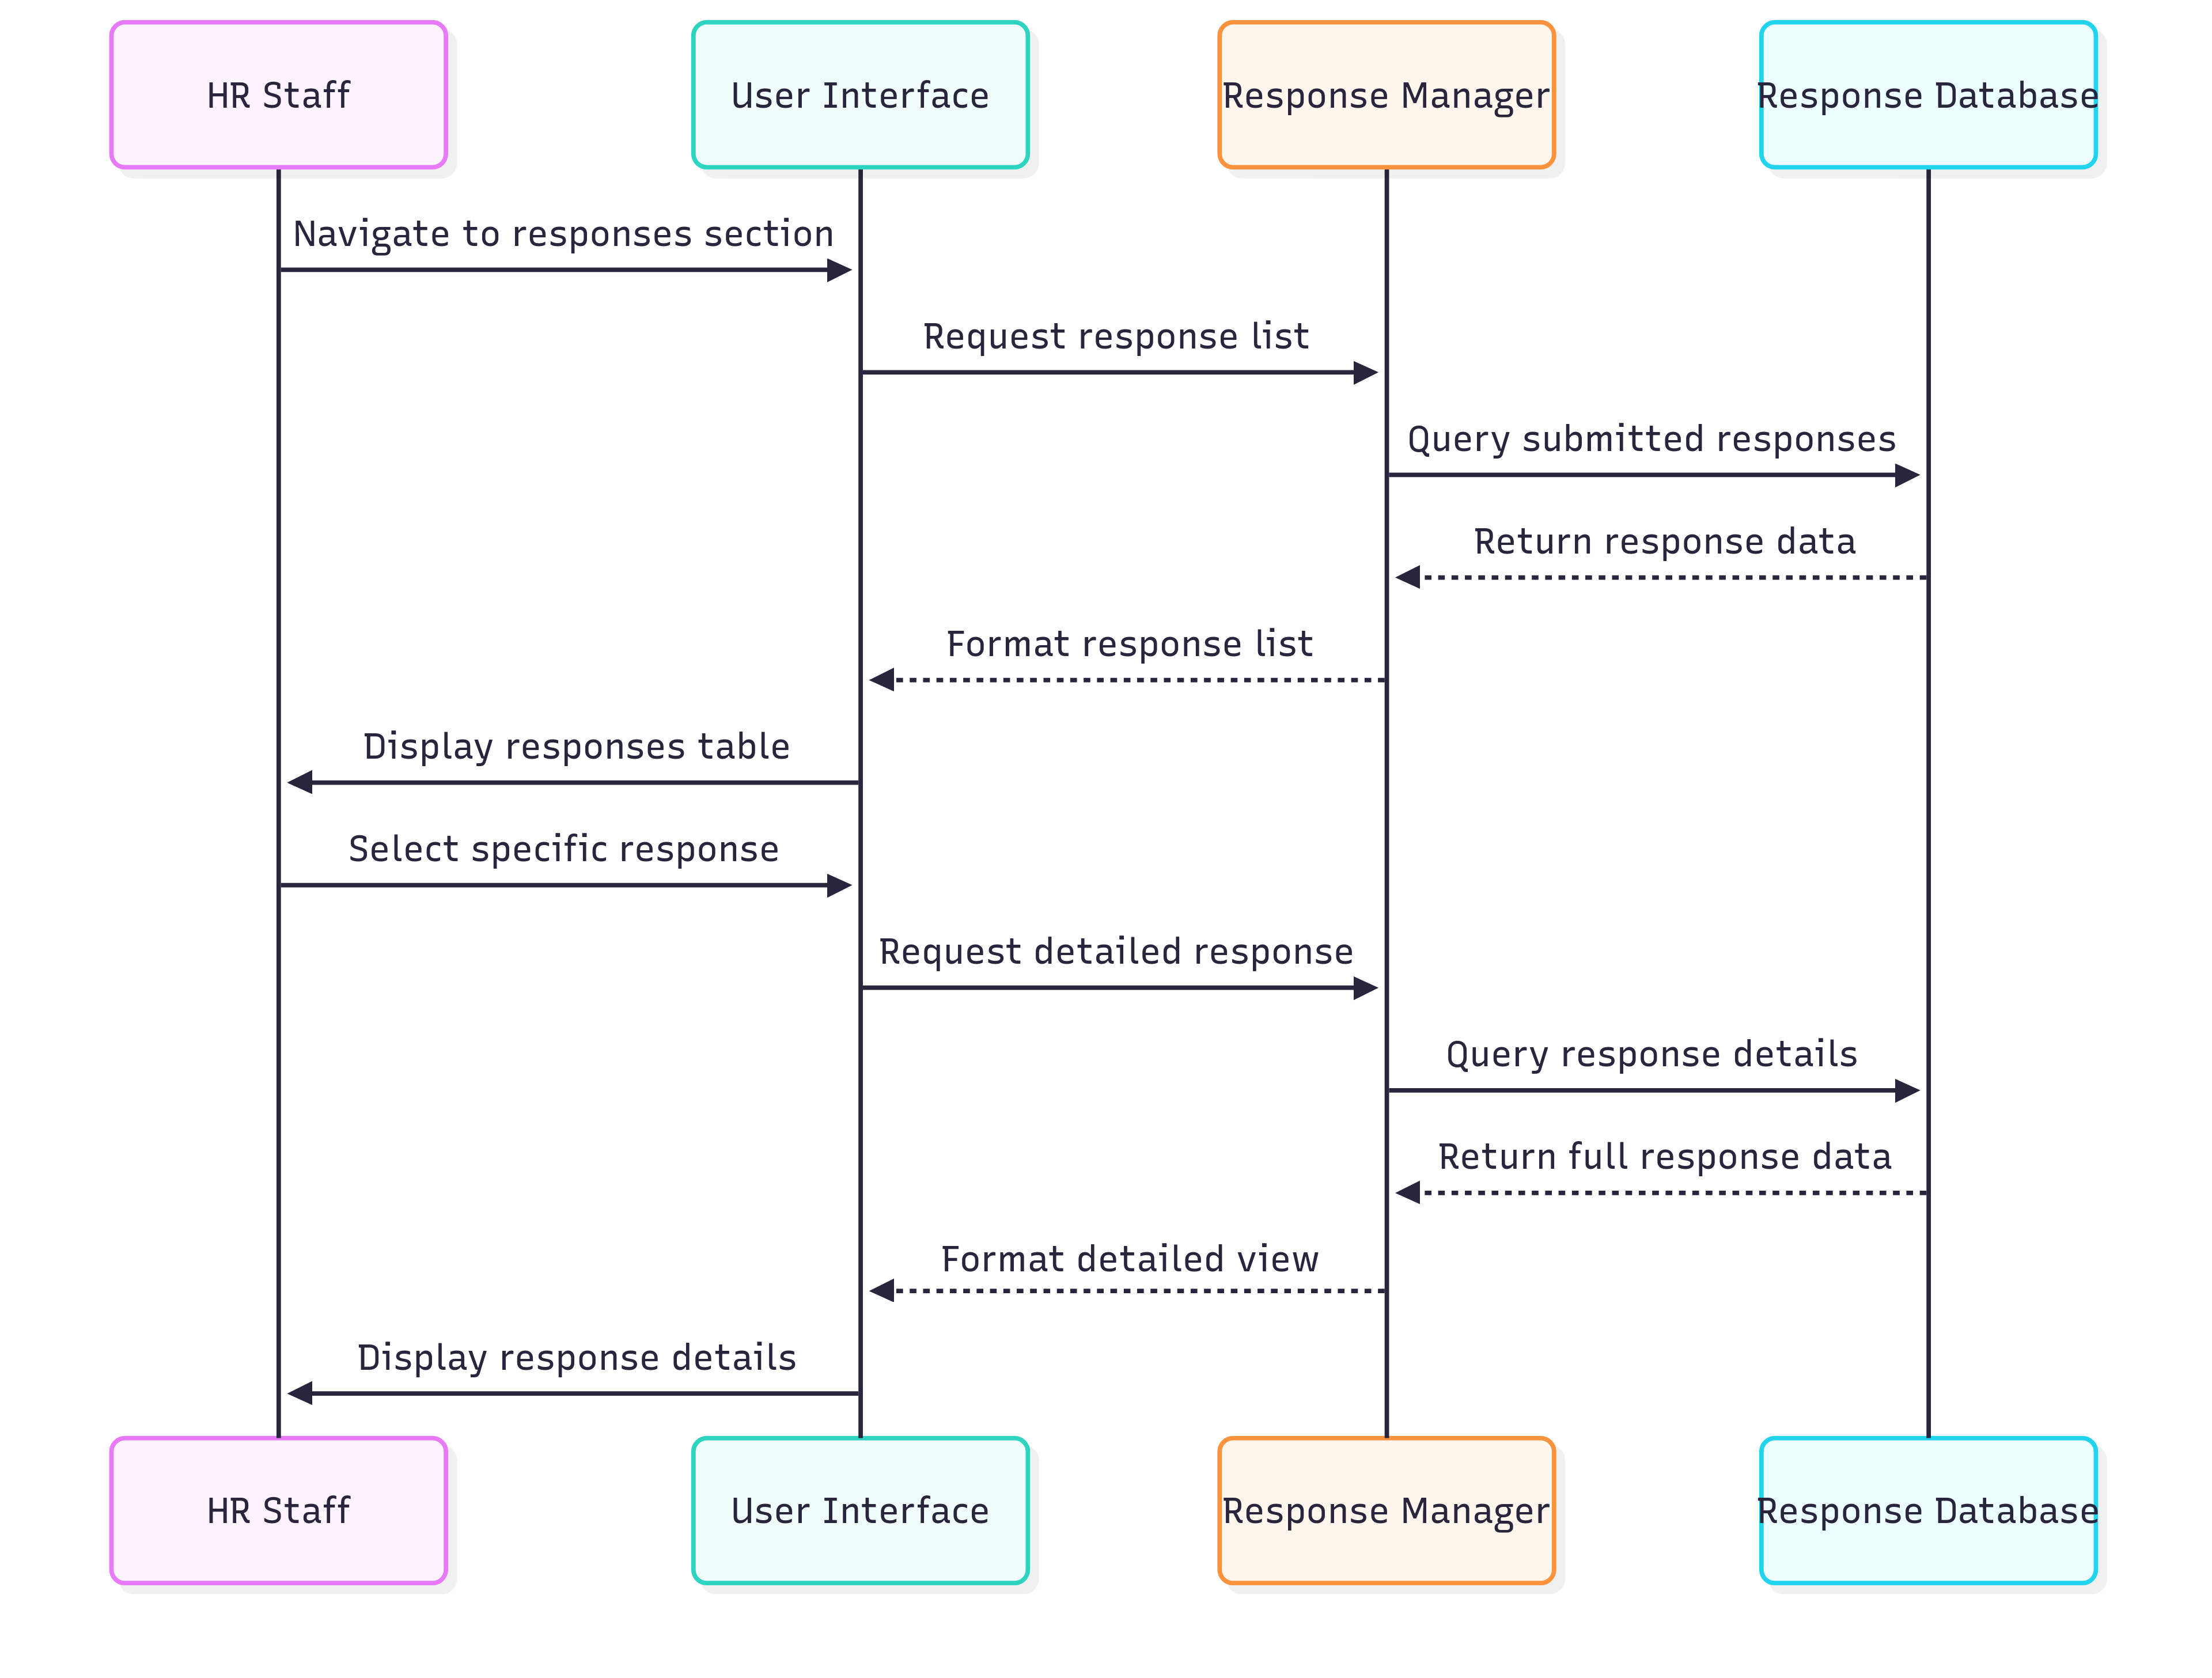 HR Staff
User Interface
Response Manager
Response Database
Navigate to responses section
Request response list
Query submitted responses
Return response data
Format response list
Display responses table
Select specific response
Request detailed response
Query response details
Return full response data
Format detailed view
Display response details
HR Staff
User Interface
Response Manager
Response Database